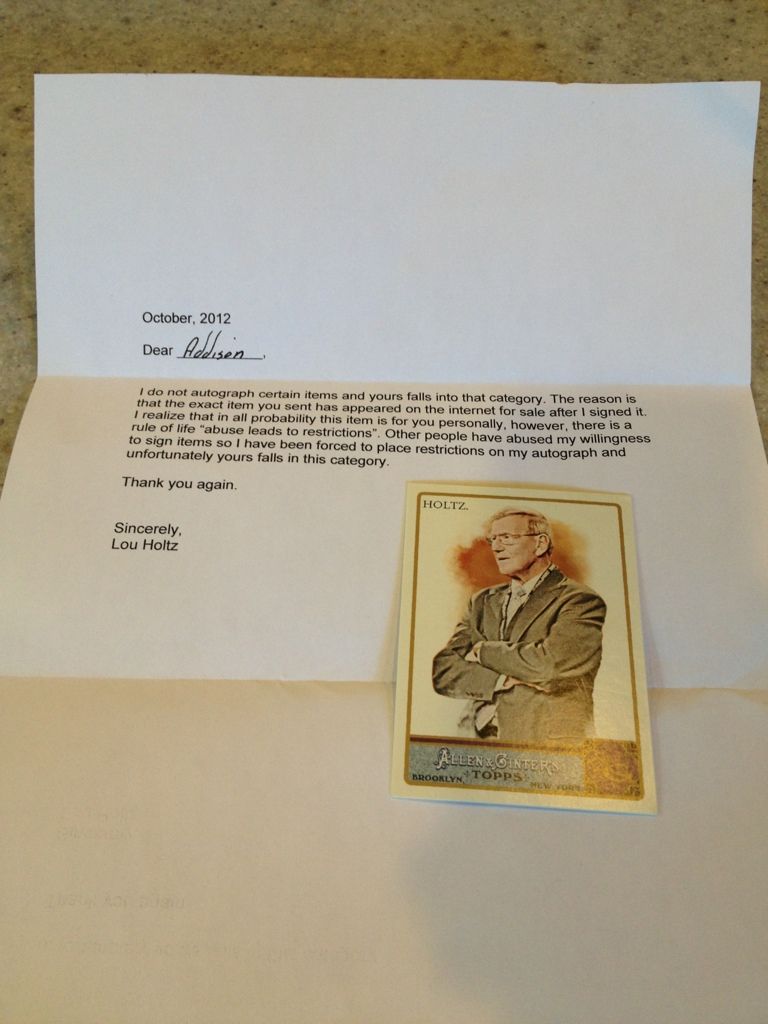 October, 2012
Dear Addisen,
I do not autograph certain items and yours falls into that category. The reason is
that the exact item you sent has appeared on the internet for sale after I signed it.
I realize that in all probability this item is for you personally, however, there is a
rule of life “abuse leads to restrictions”. Other people have abused my willingness
to sign items so I have been forced to place restrictions on my autograph and
unfortunately yours falls in this category.
Thank you again.
Sincerely,
Lou Holtz
HOLTZ.
ALLEN & GINTER'S
BROOKLYN TOPPS NEW YORK